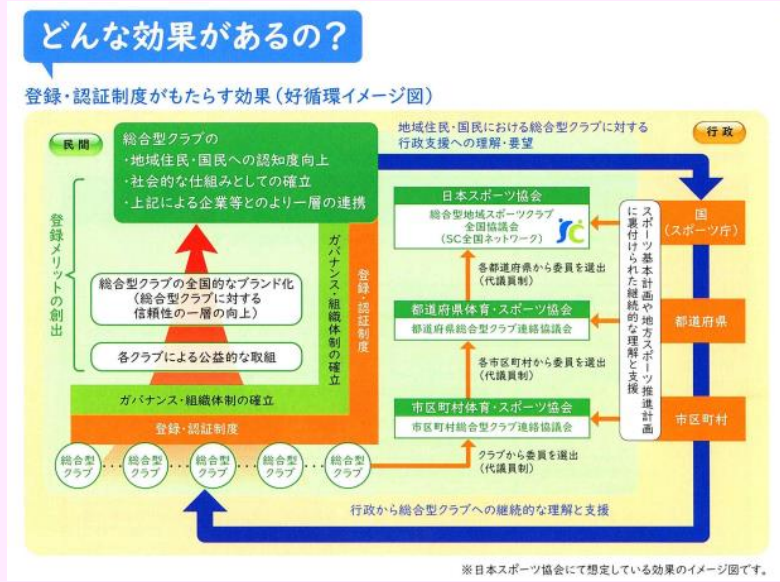 どんな効果があるの?
登録・認証制度がもたらす効果(好循環イメージ図)
民間
総合型クラブの
・地域住民・国民への認知度向上
・社会的な仕組みとしての確立
・上記による企業等とのより一層の連携
登録メリットの創出
総合型クラブの全国的なブランド化
(総合型クラブに対する
信頼性の一層の向上)
各クラブによる公益的な取組
ガバナンス・組織体制の確立
登録・認証制度
ガバナンス・組織体制の確立
登録・認証制度
総合型
クラブ
総合型
クラブ
総合型
クラブ
総合型
クラブ
総合型
クラブ
地域住民・国民における総合型クラブに対する
行政支援への理解・要望
行政
日本スポーツ協会
総合型地域スポーツクラブ
全国協議会
(SC全国ネットワーク)
各都道府県から委員を選出
(代議員制)
都道府県体育・スポーツ協会
都道府県総合型クラブ連絡協議会
各市区町村から委員を選出
(代議員制)
市区町村体育・スポーツ協会
市区町村総合型クラブ連絡協議会
クラブから委員を選出
(代議員制)
スポーツ基本計画や地方スポーツ推進計画
に裏付けられた継続的な理解と支援
国
(スポーツ庁)
都道府県
市区町村
行政から総合型クラブへの継続的な理解と支援
※日本スポーツ協会にて想定している効果のイメージ図です。